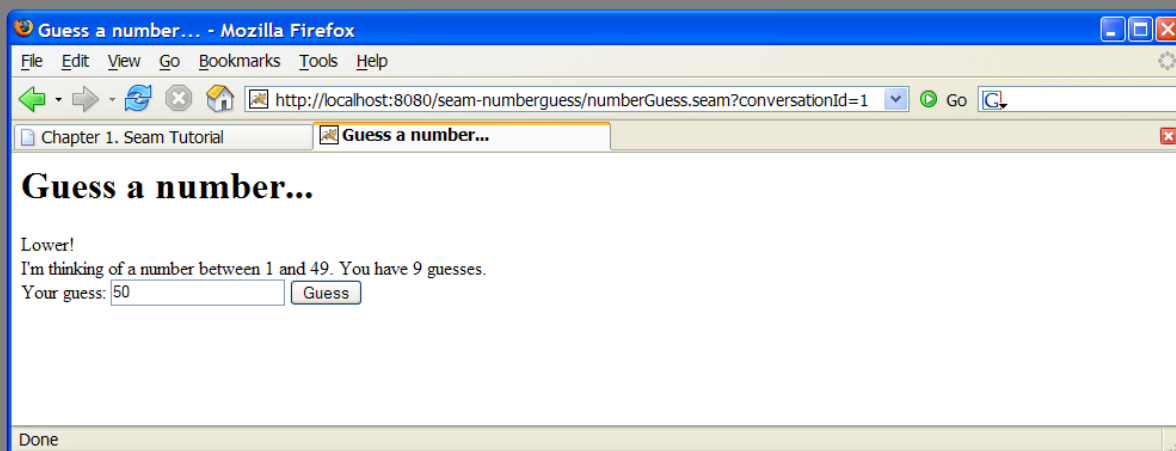 Guess a number... - Mozilla Firefox
File Edit View Go Bookmarks Tools Help
http://localhost:8080/seam-numberguess/numberGuess.seam?conversationId=1 Go G
Chapter 1. Seam Tutorial Guess a number...
Guess a number...
Lower!
I'm thinking of a number between 1 and 49. You have 9 guesses.
Your guess: 50 Guess
Done